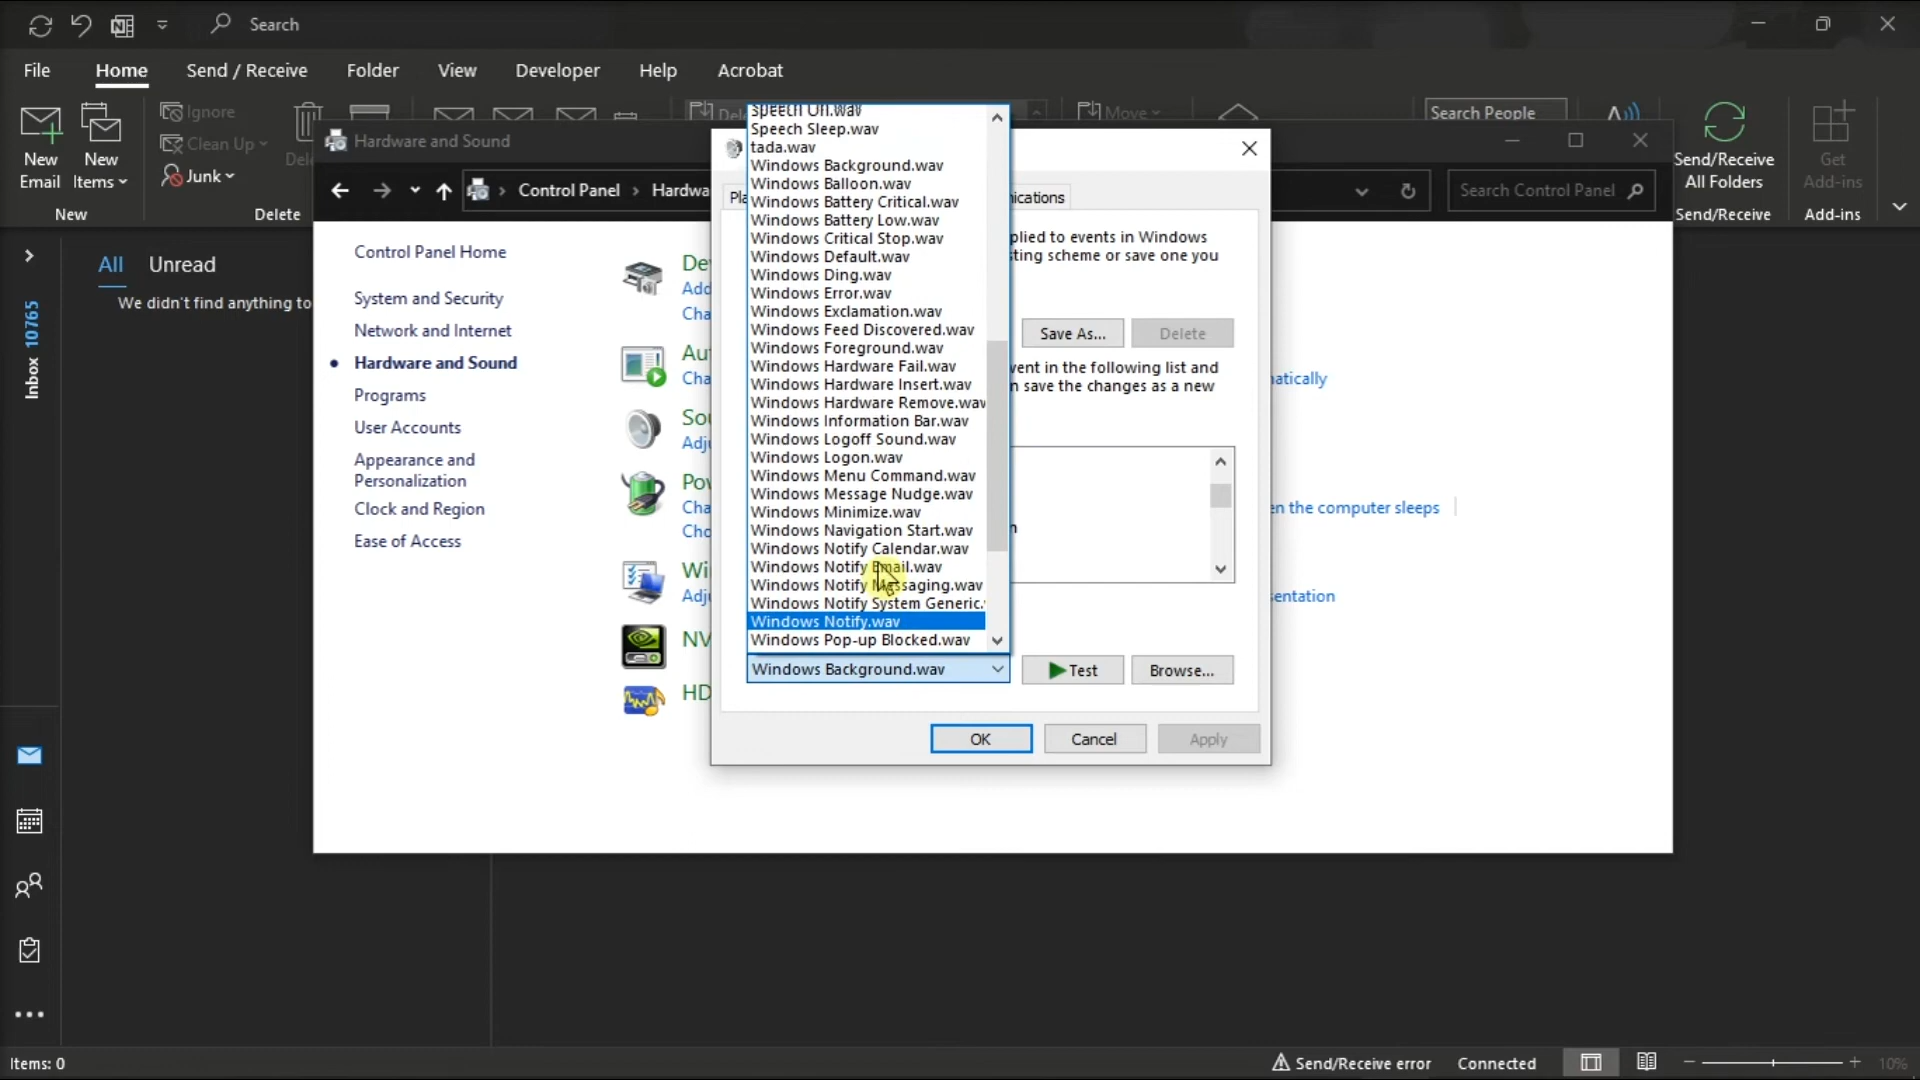 Search
File Home Send / Receive Folder View Developer Help Acrobat
New Email
New Items
New
Ignore
Clean Up
Junk
Delete
Move
Search People
Send/Receive All Folders
Send/Receive
Get Add-ins
Add-ins
Hardware and Sound
Control Panel
Search Control Panel
Control Panel Home
System and Security
Network and Internet
Hardware and Sound
Programs
User Accounts
Appearance and
Personalization
Clock and Region
Ease of Access
Speech Sleep.wav
tada.wav
Windows Background.wav
Windows Balloon.wav
Windows Battery Critical.wav
Windows Battery Low.wav
Windows Critical Stop.wav
Windows Default.wav
Windows Ding.wav
Windows Error.wav
Windows Exclamation.wav
Windows Feed Discovered.wav
Windows Foreground.wav
Windows Hardware Fail.wav
Windows Hardware Insert.wav
Windows Hardware Remove.wav
Windows Information Bar.wav
Windows Logoff Sound.wav
Windows Logon.wav
Windows Menu Command.wav
Windows Message Nudge.wav
Windows Minimize.wav
Windows Navigation Start.wav
Windows Notify Calendar.wav
Windows Notify Email.wav
Windows Notify Messaging.wav
Windows Notify System Generic.
Windows Notify.wav
Windows Pop-up Blocked.wav
Windows Background.wav
to events in Windows
scheme or save one you
Save As...
Delete
in the following list and
save the changes as a new
the computer sleeps
Test
Browse...
OK
Cancel
Apply
All Unread
We didn't find anything to
Inbox 10765
Items: 0
Send/Receive error
Connected
10%